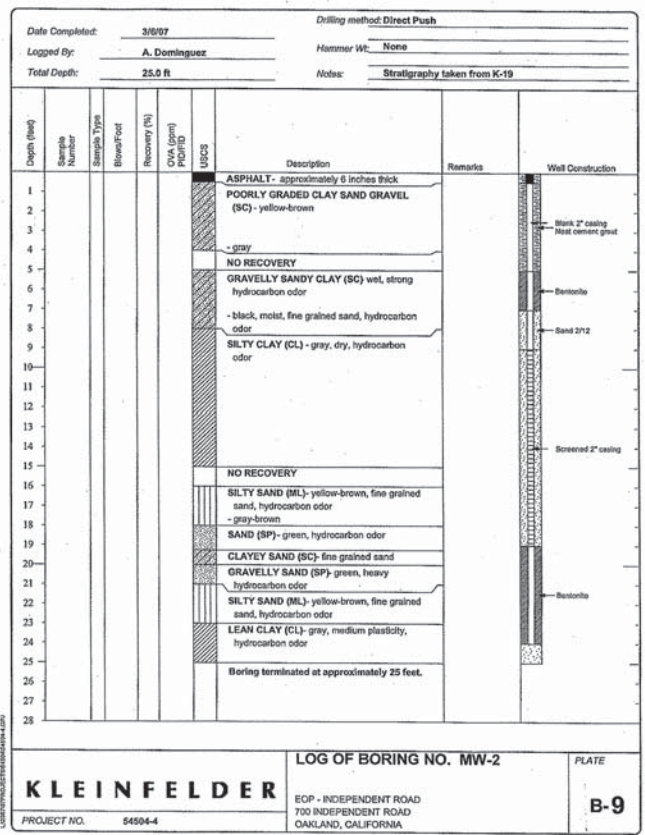 Date Completed: 3/6/07
Logged By: A. Dominguez
Total Depth: 25.0 ft
Drilling method: Direct Push
Hammer Wt: None
Notes: Stratigraphy taken from K-19
Depth (feet)
Sample Number
Sample Type
Blows/Foot
Recovery (%)
OVA (ppm) PID/FID
USCS
Description
Remarks
Well Construction
ASPHALT- approximately 6 inches thick
POORLY GRADED CLAY SAND GRAVEL
(SC) - yellow-brown
- gray
NO RECOVERY
GRAVELLY SANDY CLAY (SC) wet, strong
hydrocarbon odor
- black, moist, fine grained sand, hydrocarbon
odor
SILTY CLAY (CL) - gray, dry, hydrocarbon
odor
NO RECOVERY
SILTY SAND (ML)- yellow-brown, fine grained
sand, hydrocarbon odor
- gray-brown
SAND (SP)- green, hydrocarbon odor
CLAYEY SAND (SC)- fine grained sand
GRAVELLY SAND (SP)- green, heavy
hydrocarbon odor
SILTY SAND (ML)- yellow-brown, fine grained
sand, hydrocarbon odor
LEAN CLAY (CL)- gray, medium plasticity,
hydrocarbon odor
Boring terminated at approximately 25 feet.
1
2
3
4
5
6
7
8
9
10
11
12
13
14
15
16
17
18
19
20
21
22
23
24
25
26
27
28
Blank 2" casing
Neat cement grout
Bentonite
Sand 2/12
Screened 2" casing
Bentonite
KLEINFELDER
PROJECT NO. 54504-4
LOG OF BORING NO. MW-2
EOP - INDEPENDENT ROAD
700 INDEPENDENT ROAD
OAKLAND, CALIFORNIA
PLATE
B-9